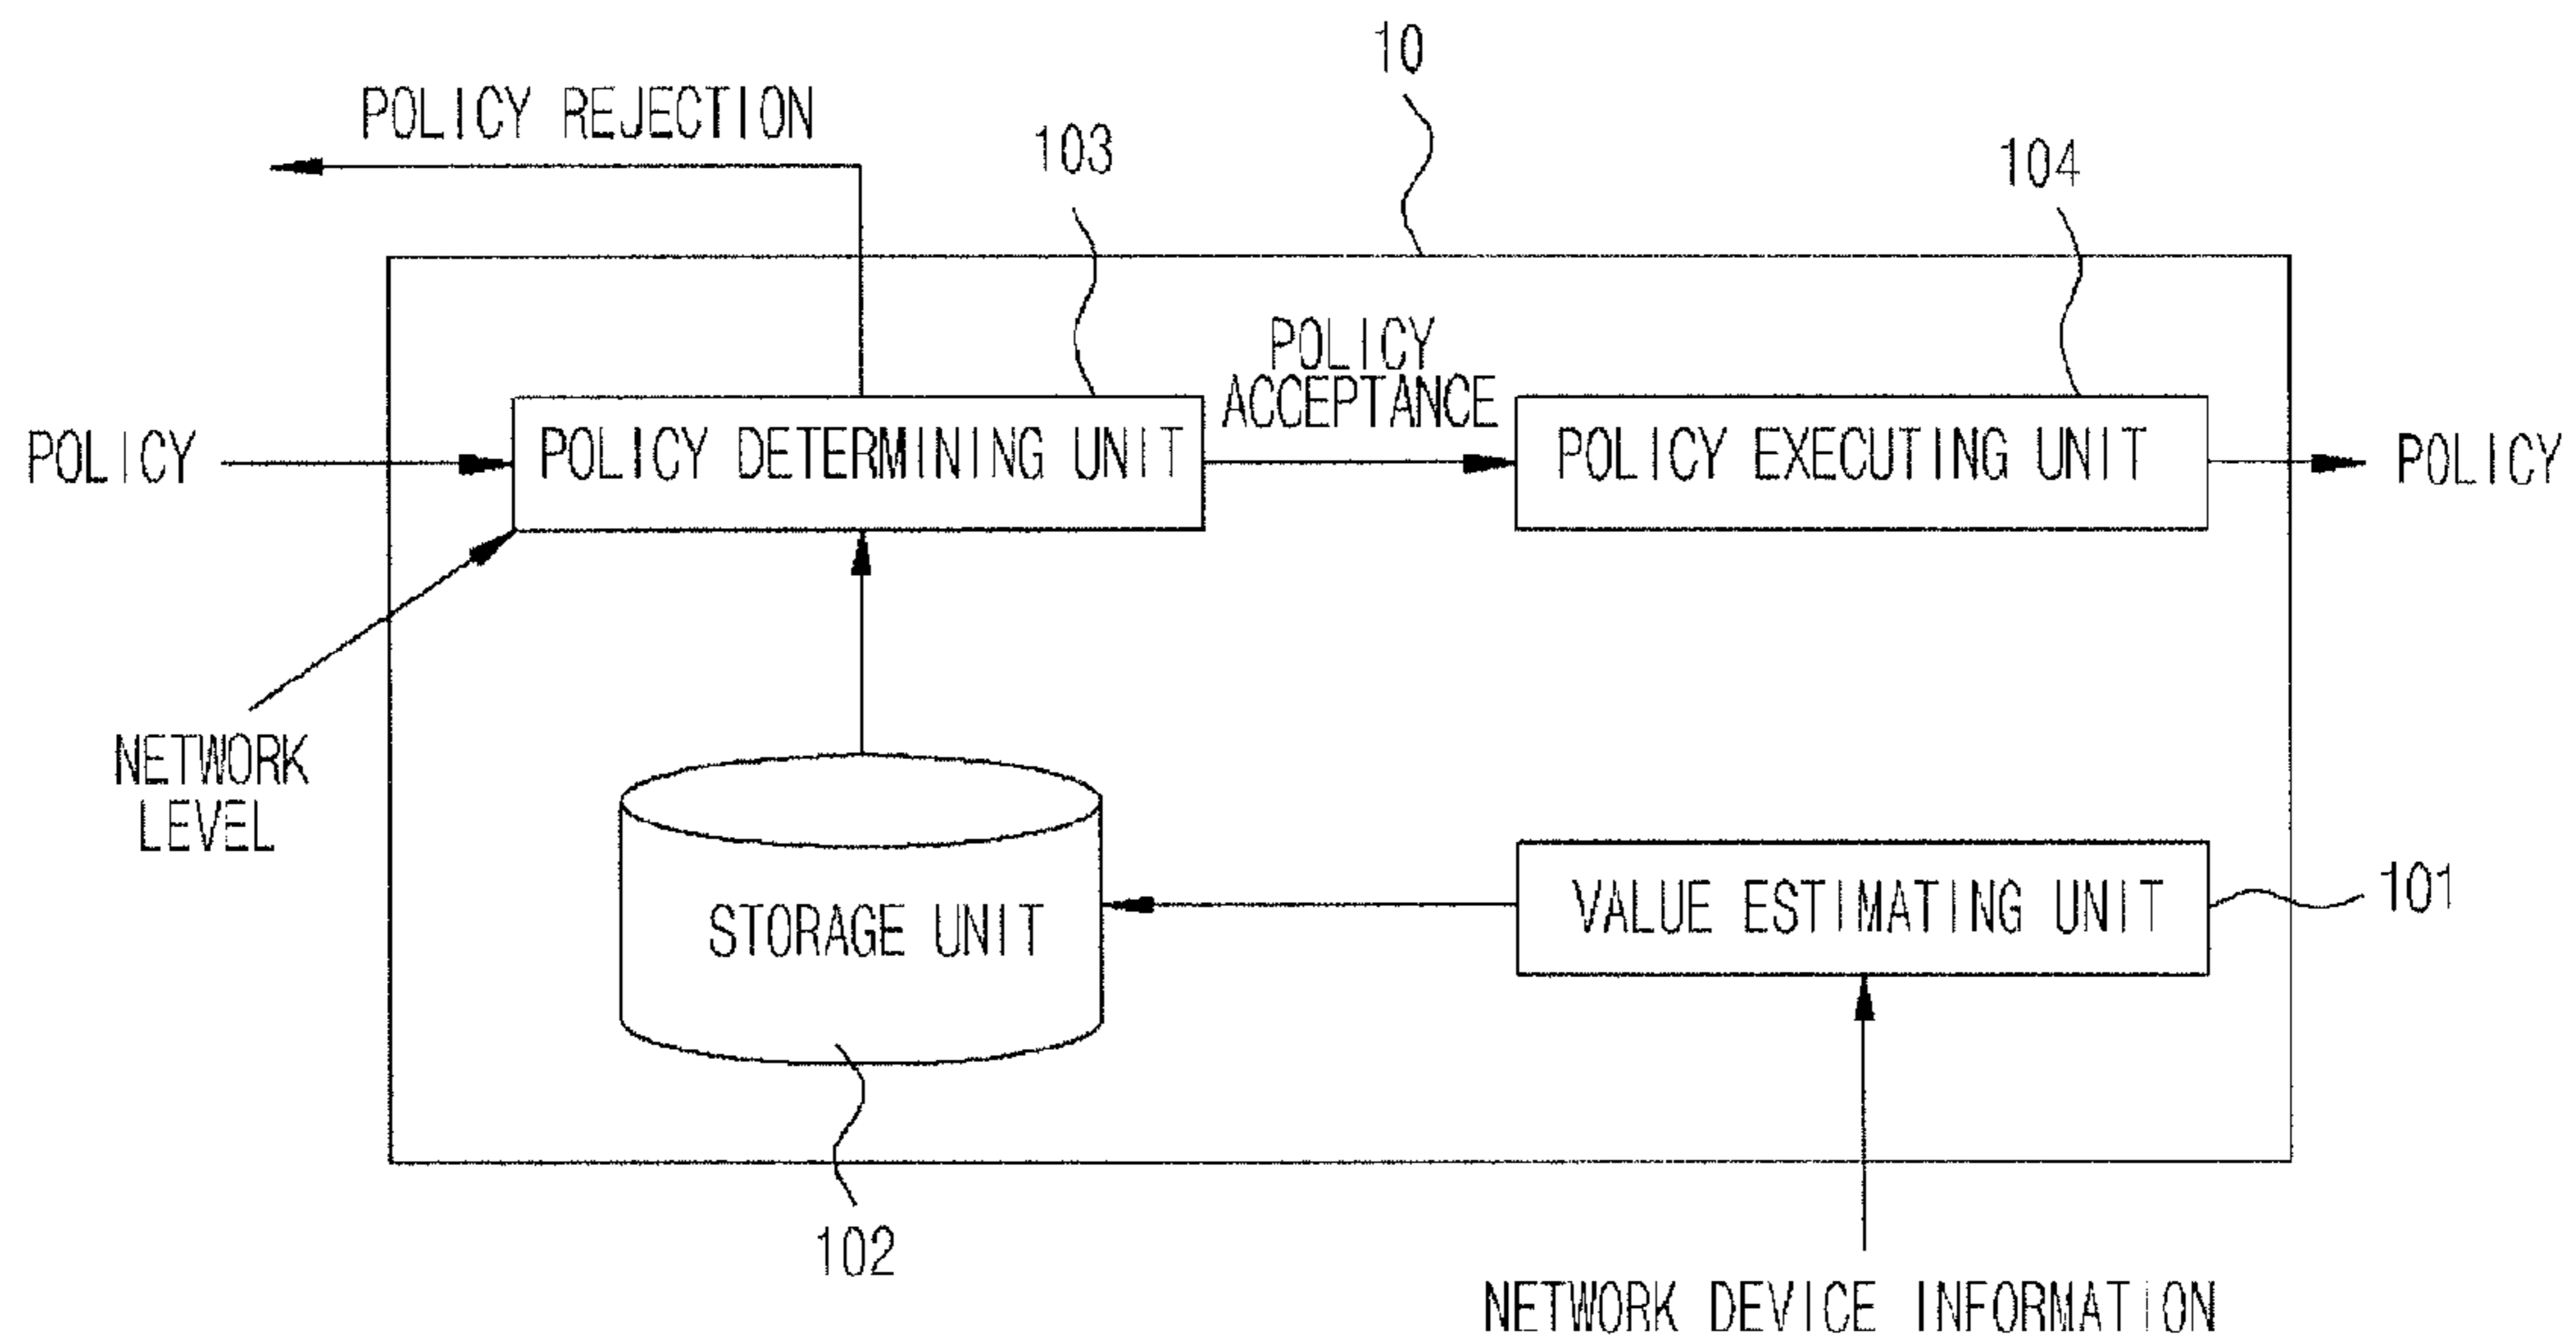 10
POLICY REJECTION
103
104
POLICY
ACCEPTANCE
POLICY
POLICY DETERMINING UNIT
POLICY EXECUTING UNIT
POLICY
NETWORK
LEVEL
STORAGE UNIT
VALUE ESTIMATING UNIT
101
102
NETWORK DEVICE INFORMATION